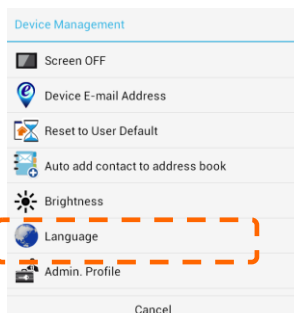 Device Management
Screen OFF
Device E-mail Address
Reset to User Default
Auto add contact to address book
Brightness
Language
Admin. Profile
Cancel